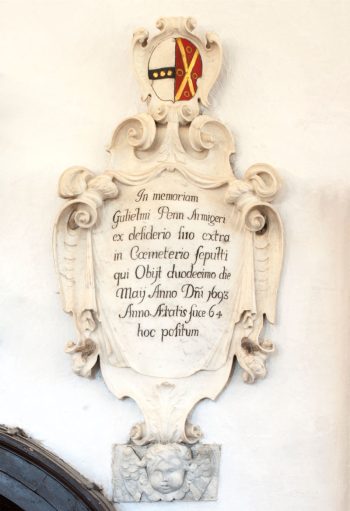 In memoriam
Gulielmi Penn Armigeri
ex desiderio suo extra
in Cœmeterio sepulti
qui Obijt duodecimo die
Maij Anno Dñi 1693
Anno Ætatis suæ 64
hoc positum